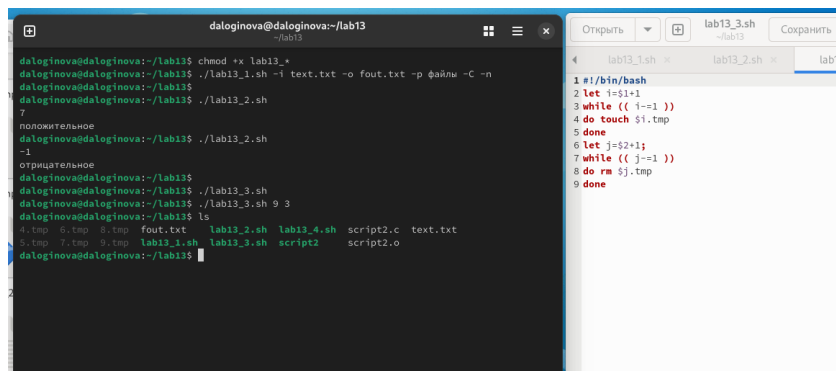 daloginova@daloginova:~/lab13
~/lab13
daloginova@daloginova:~/lab13$ chmod +x lab13_*
daloginova@daloginova:~/lab13$ ./lab13_1.sh -i text.txt -o fout.txt -p файлы -C -n
daloginova@daloginova:~/lab13$
daloginova@daloginova:~/lab13$ ./lab13_2.sh
7
положительное
daloginova@daloginova:~/lab13$ ./lab13_2.sh
-1
отрицательное
daloginova@daloginova:~/lab13$
daloginova@daloginova:~/lab13$ ./lab13_3.sh
daloginova@daloginova:~/lab13$ ./lab13_3.sh 9 3
daloginova@daloginova:~/lab13$ ls
4.tmp 6.tmp 8.tmp fout.txt lab13_2.sh lab13_4.sh script2.c text.txt
5.tmp 7.tmp 9.tmp lab13_1.sh lab13_3.sh script2 script2.o
daloginova@daloginova:~/lab13$
Открыть lab13_3.sh Сохранить
~/lab13
lab13_1.sh × lab13_2.sh ×
1 #!/bin/bash
2 let i=$1+1
3 while (( i-=1 ))
4 do touch $i.tmp
5 done
6 let j=$2+1;
7 while (( j-=1 ))
8 do rm $j.tmp
9 done